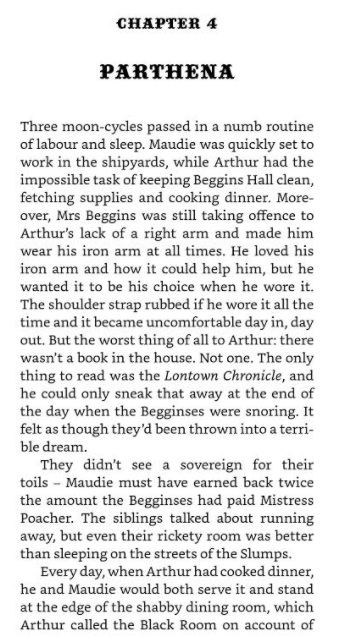 CHAPTER 4
PARTHENA
Three moon-cycles passed in a numb routine
of labour and sleep. Maudie was quickly set to
work in the shipyards, while Arthur had the
impossible task of keeping Beggins Hall clean,
fetching supplies and cooking dinner. More-
over, Mrs Beggins was still taking offence to
Arthur's lack of a right arm and made him
wear his iron arm at all times. He loved his
iron arm and how it could help him, but he
wanted it to be his choice when he wore it.
The shoulder strap rubbed if he wore it all the
time and it became uncomfortable day in, day
out. But the worst thing of all to Arthur: there
wasn't a book in the house. Not one. The only
thing to read was the Lontown Chronicle, and
he could only sneak that away at the end of
the day when the Begginses were snoring. It
felt as though they'd been thrown into a terri-
ble dream.
They didn't see a sovereign for their
toils – Maudie must have earned back twice
the amount the Begginses had paid Mistress
Poacher. The siblings talked about running
away, but even their rickety room was better
than sleeping on the streets of the Slumps.
Every day, when Arthur had cooked dinner,
he and Maudie would both serve it and stand
at the edge of the shabby dining room, which
Arthur called the Black Room on account of